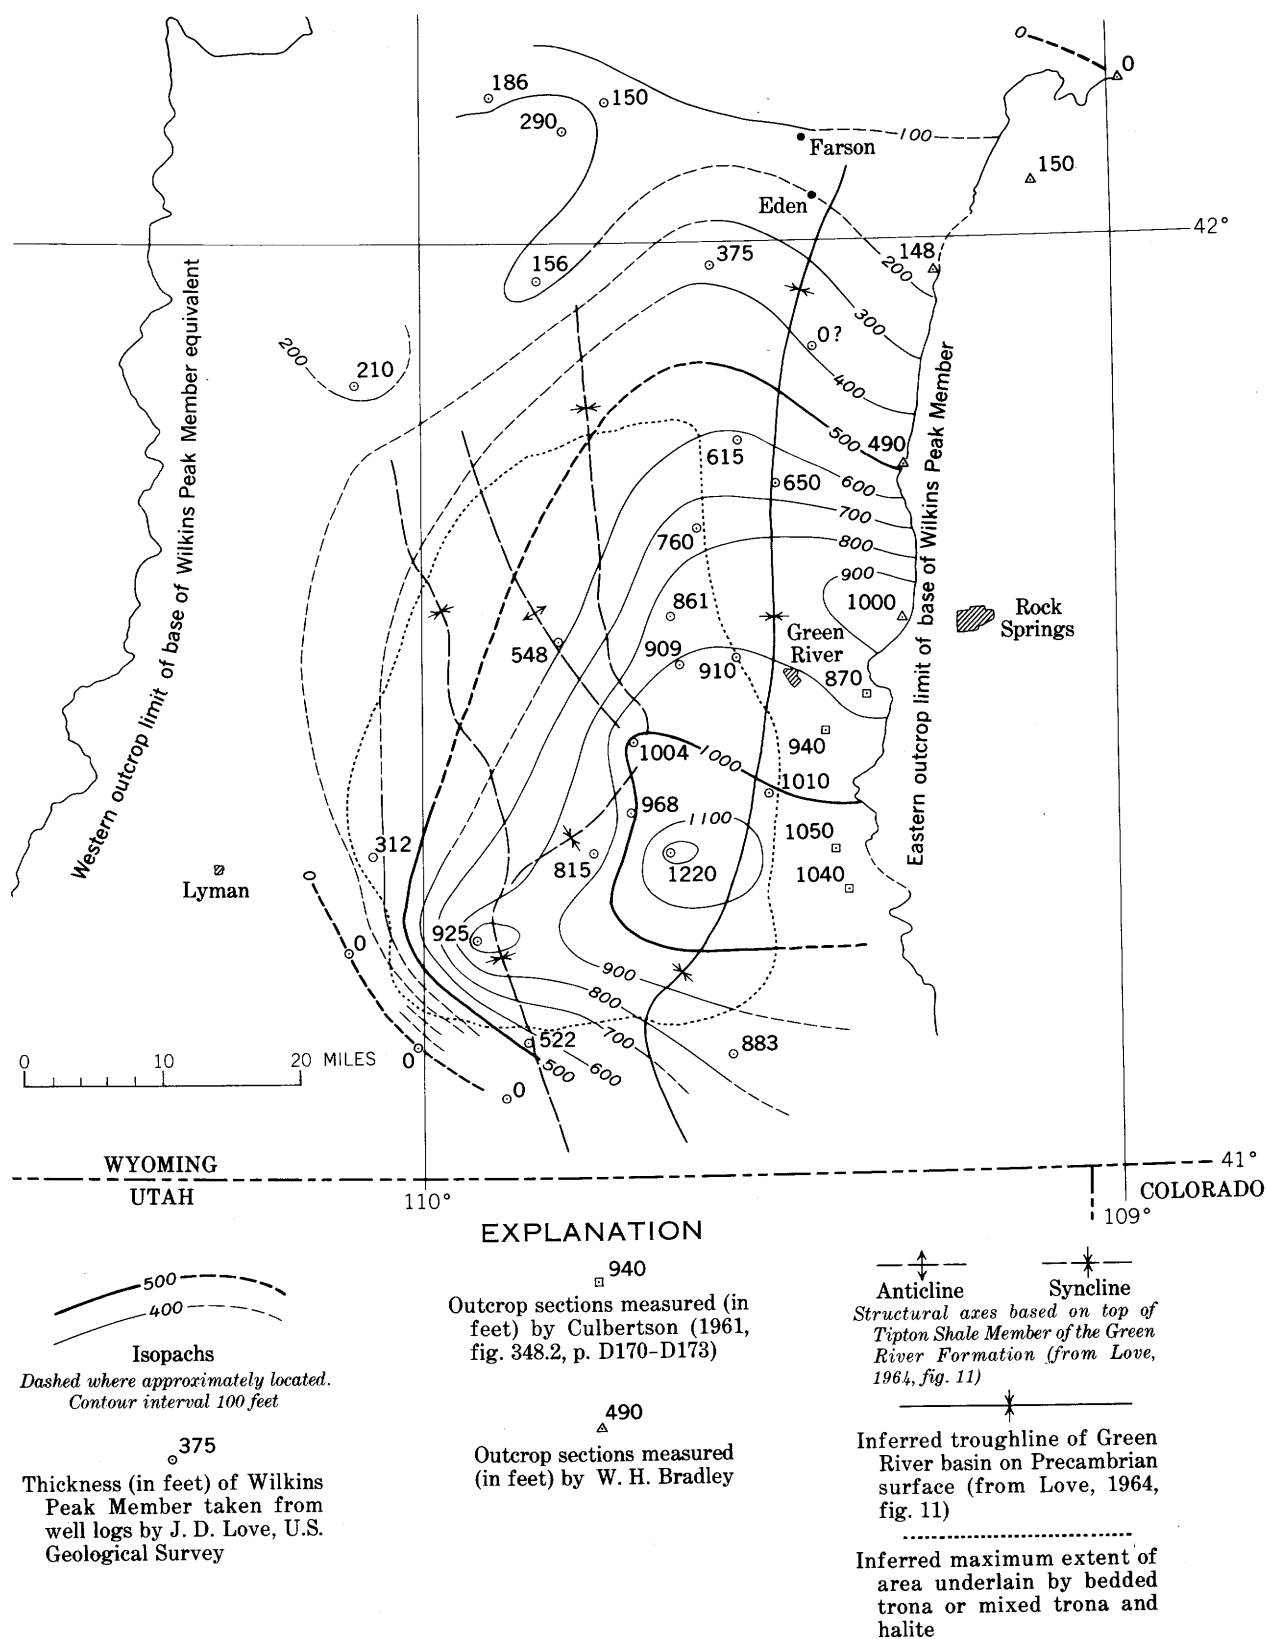 0
0
186
150
290
100
Farson
150
Eden
42°
148
375
156
200
300
0?
200
210
400
500
490
615
650
600
700
760
800
900
861
1000
Rock
Springs
Green
River
909
548
910
870
1004
1000
940
1010
968
1100
1050
312
815
1220
1040
Lyman
0
925
0
900
800
522
700
883
0
500
600
0
Western outcrop limit of base of Wilkins Peak Member equivalent
Eastern outcrop limit of base of Wilkins Peak Member
0 10 20 MILES
WYOMING
UTAH
41°
COLORADO
110°
109°
EXPLANATION
500
400
Isopachs
Dashed where approximately located.
Contour interval 100 feet
375
Thickness (in feet) of Wilkins
Peak Member taken from
well logs by J. D. Love, U.S.
Geological Survey
940
Outcrop sections measured (in
feet) by Culbertson (1961,
fig. 348.2, p. D170–D173)
490
Outcrop sections measured
(in feet) by W. H. Bradley
Anticline Syncline
Structural axes based on top of
Tipton Shale Member of the Green
River Formation (from Love,
1964, fig. 11)
Inferred troughline of Green
River basin on Precambrian
surface (from Love, 1964,
fig. 11)
Inferred maximum extent of
area underlain by bedded
trona or mixed trona and
halite